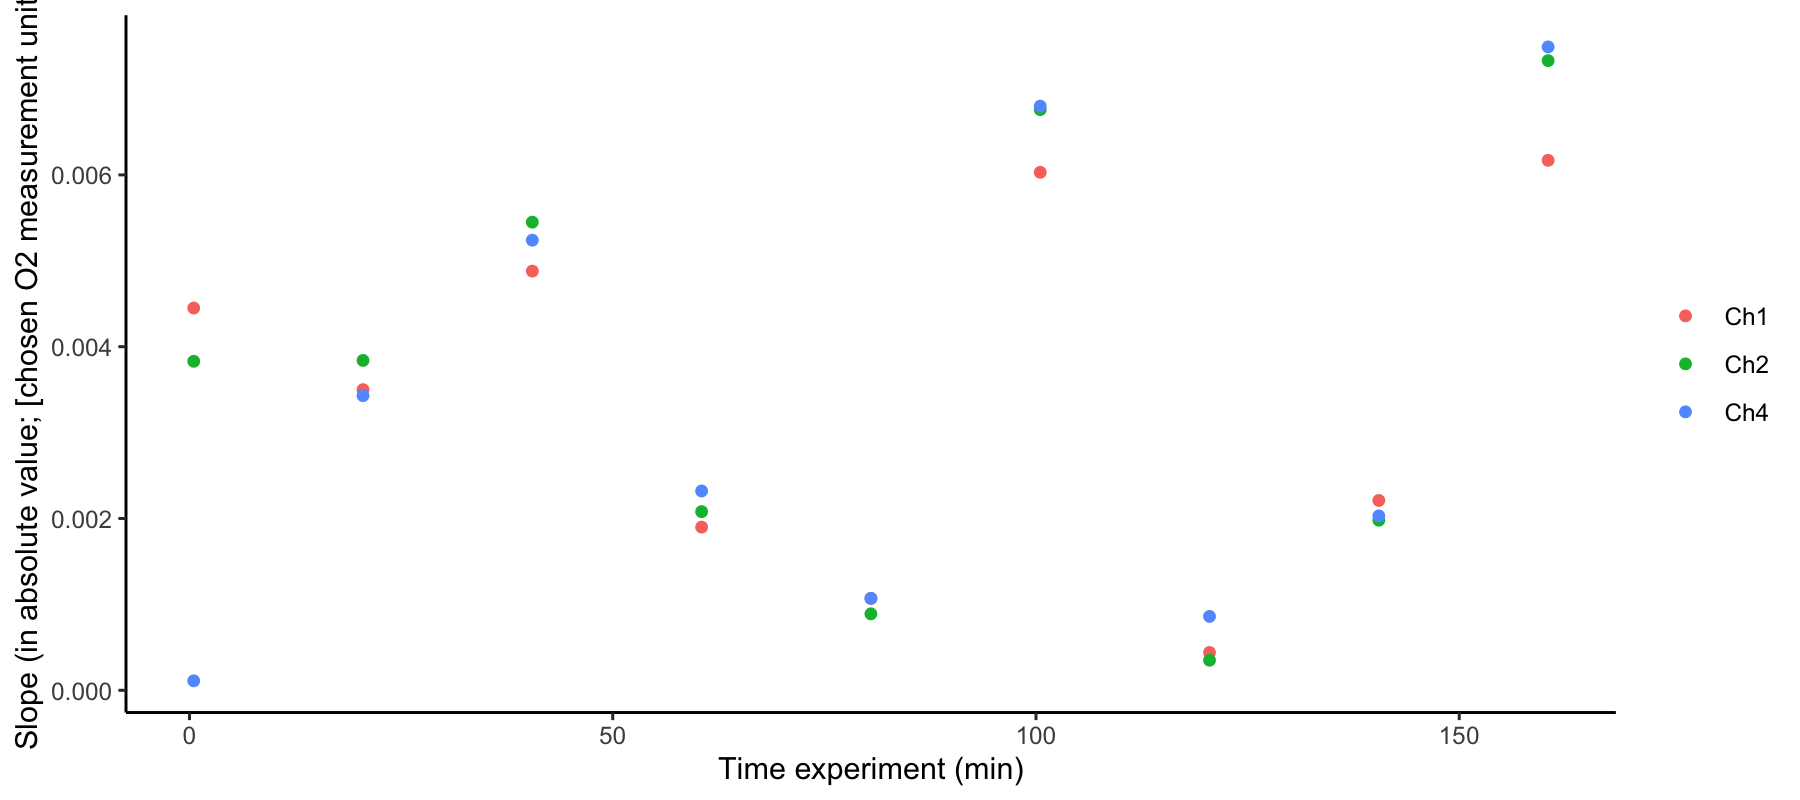 Slope (in absolute value; [chosen O2 measurement unit
0.006
0.004
0.002
0.000
0
50
100
150
Time experiment (min)
Ch1
Ch2
Ch4